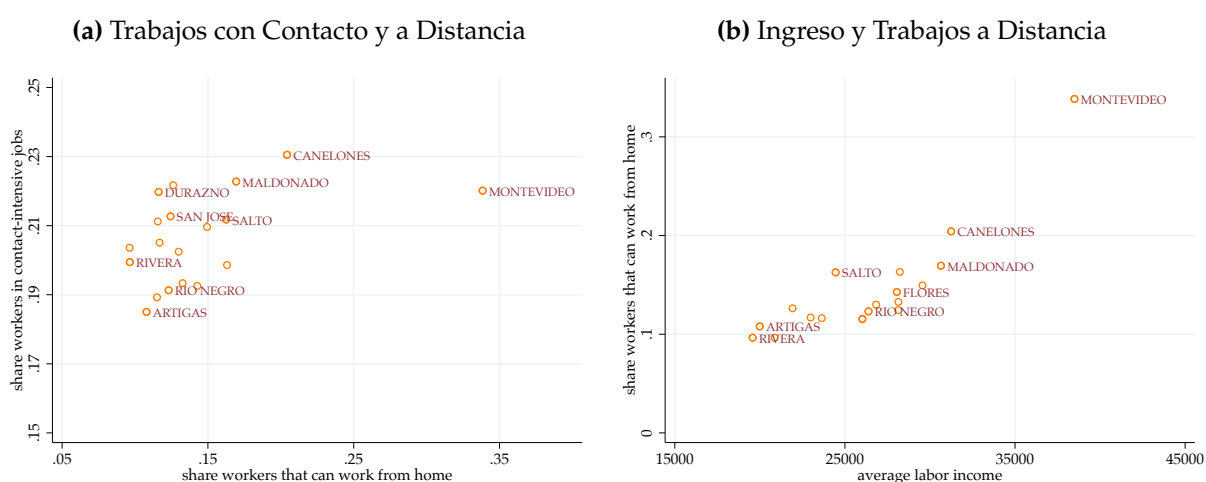 (a) Trabajos con Contacto y a Distancia
share workers in contact-intensive jobs
.25
.23
.21
.19
.17
.15
CANELONES
MALDONADO
MONTEVIDEO
DURAZNO
SAN JOSE
SALTO
RIVERA
RIO NEGRO
ARTIGAS
.05
.15
.25
.35
share workers that can work from home
(b) Ingreso y Trabajos a Distancia
share workers that can work from home
.3
.2
.1
0
MONTEVIDEO
CANELONES
MALDONADO
SALTO
FLORES
RIO NEGRO
ARTIGAS
RIVERA
15000
25000
35000
45000
average labor income